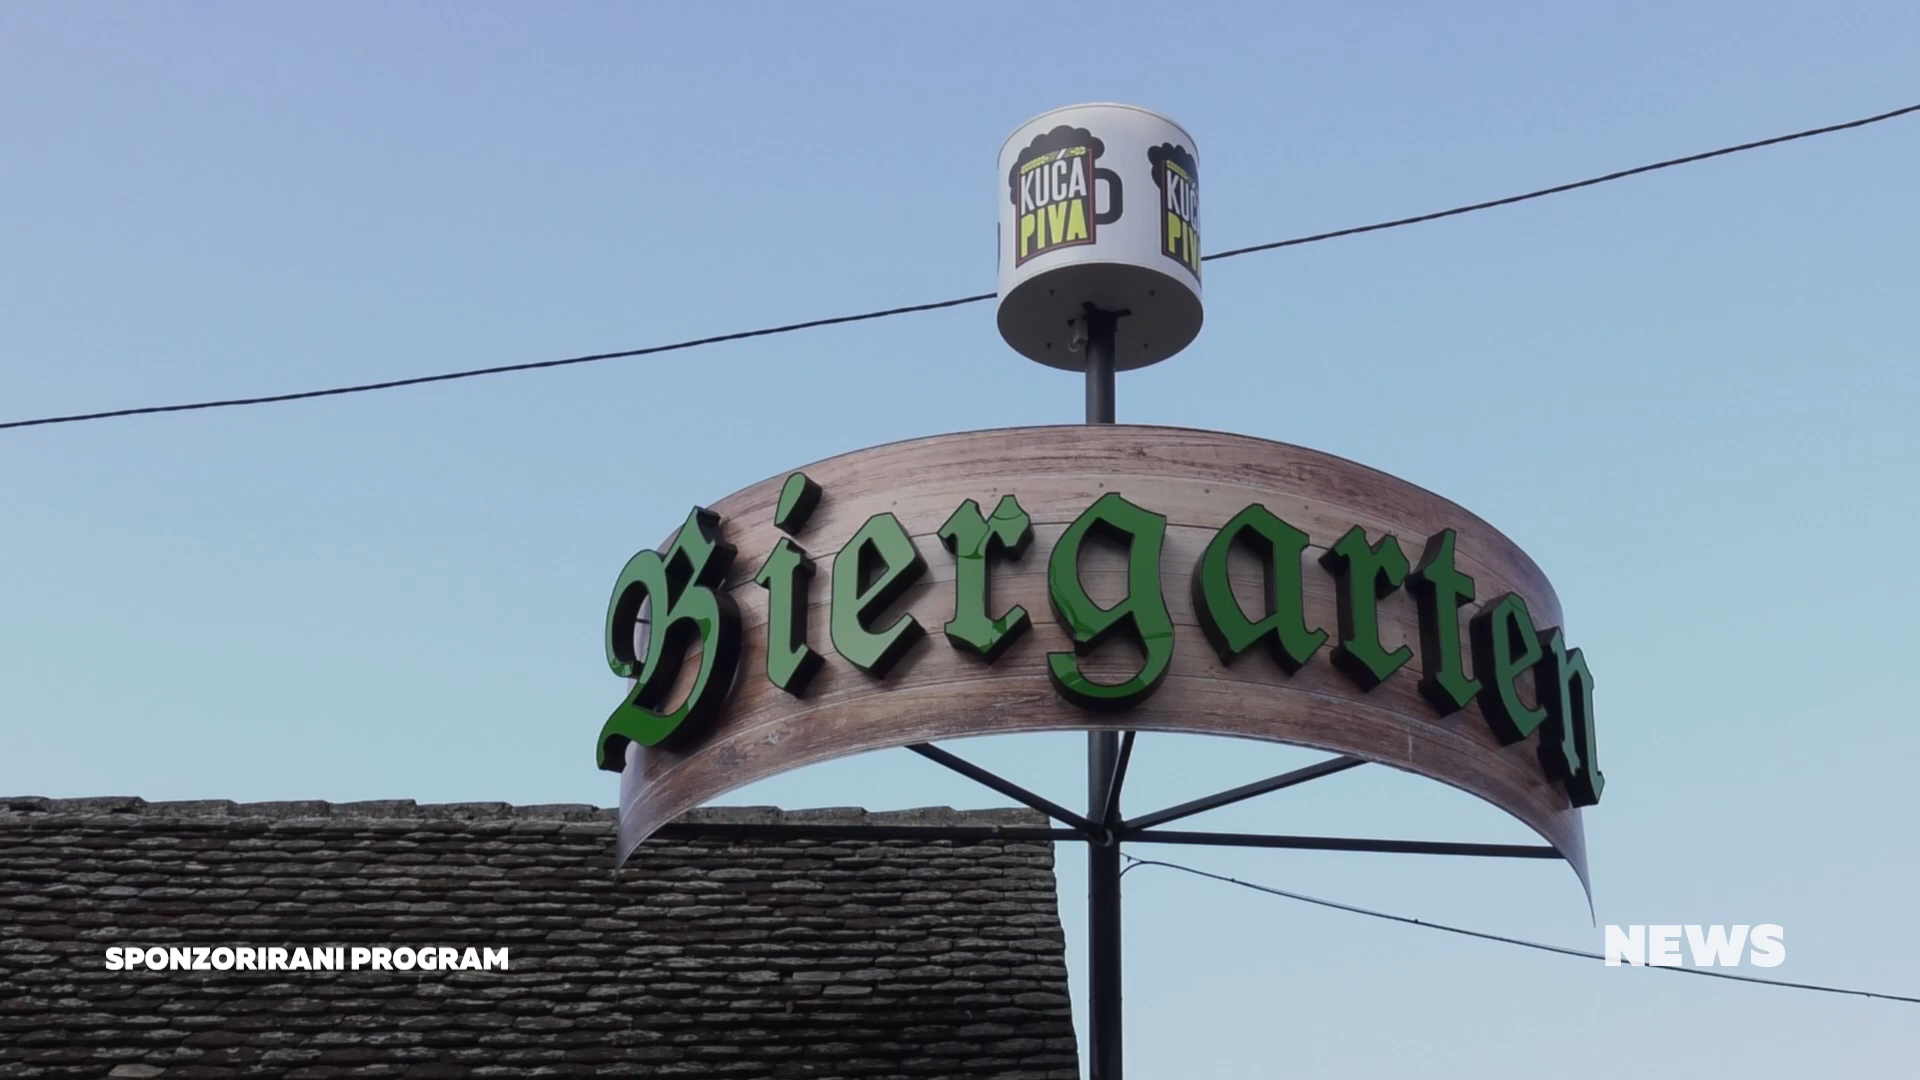 KUĆA
PIVA
KUĆ
PIV
Biergarten
SPONZORIRANI PROGRAM
NEWS